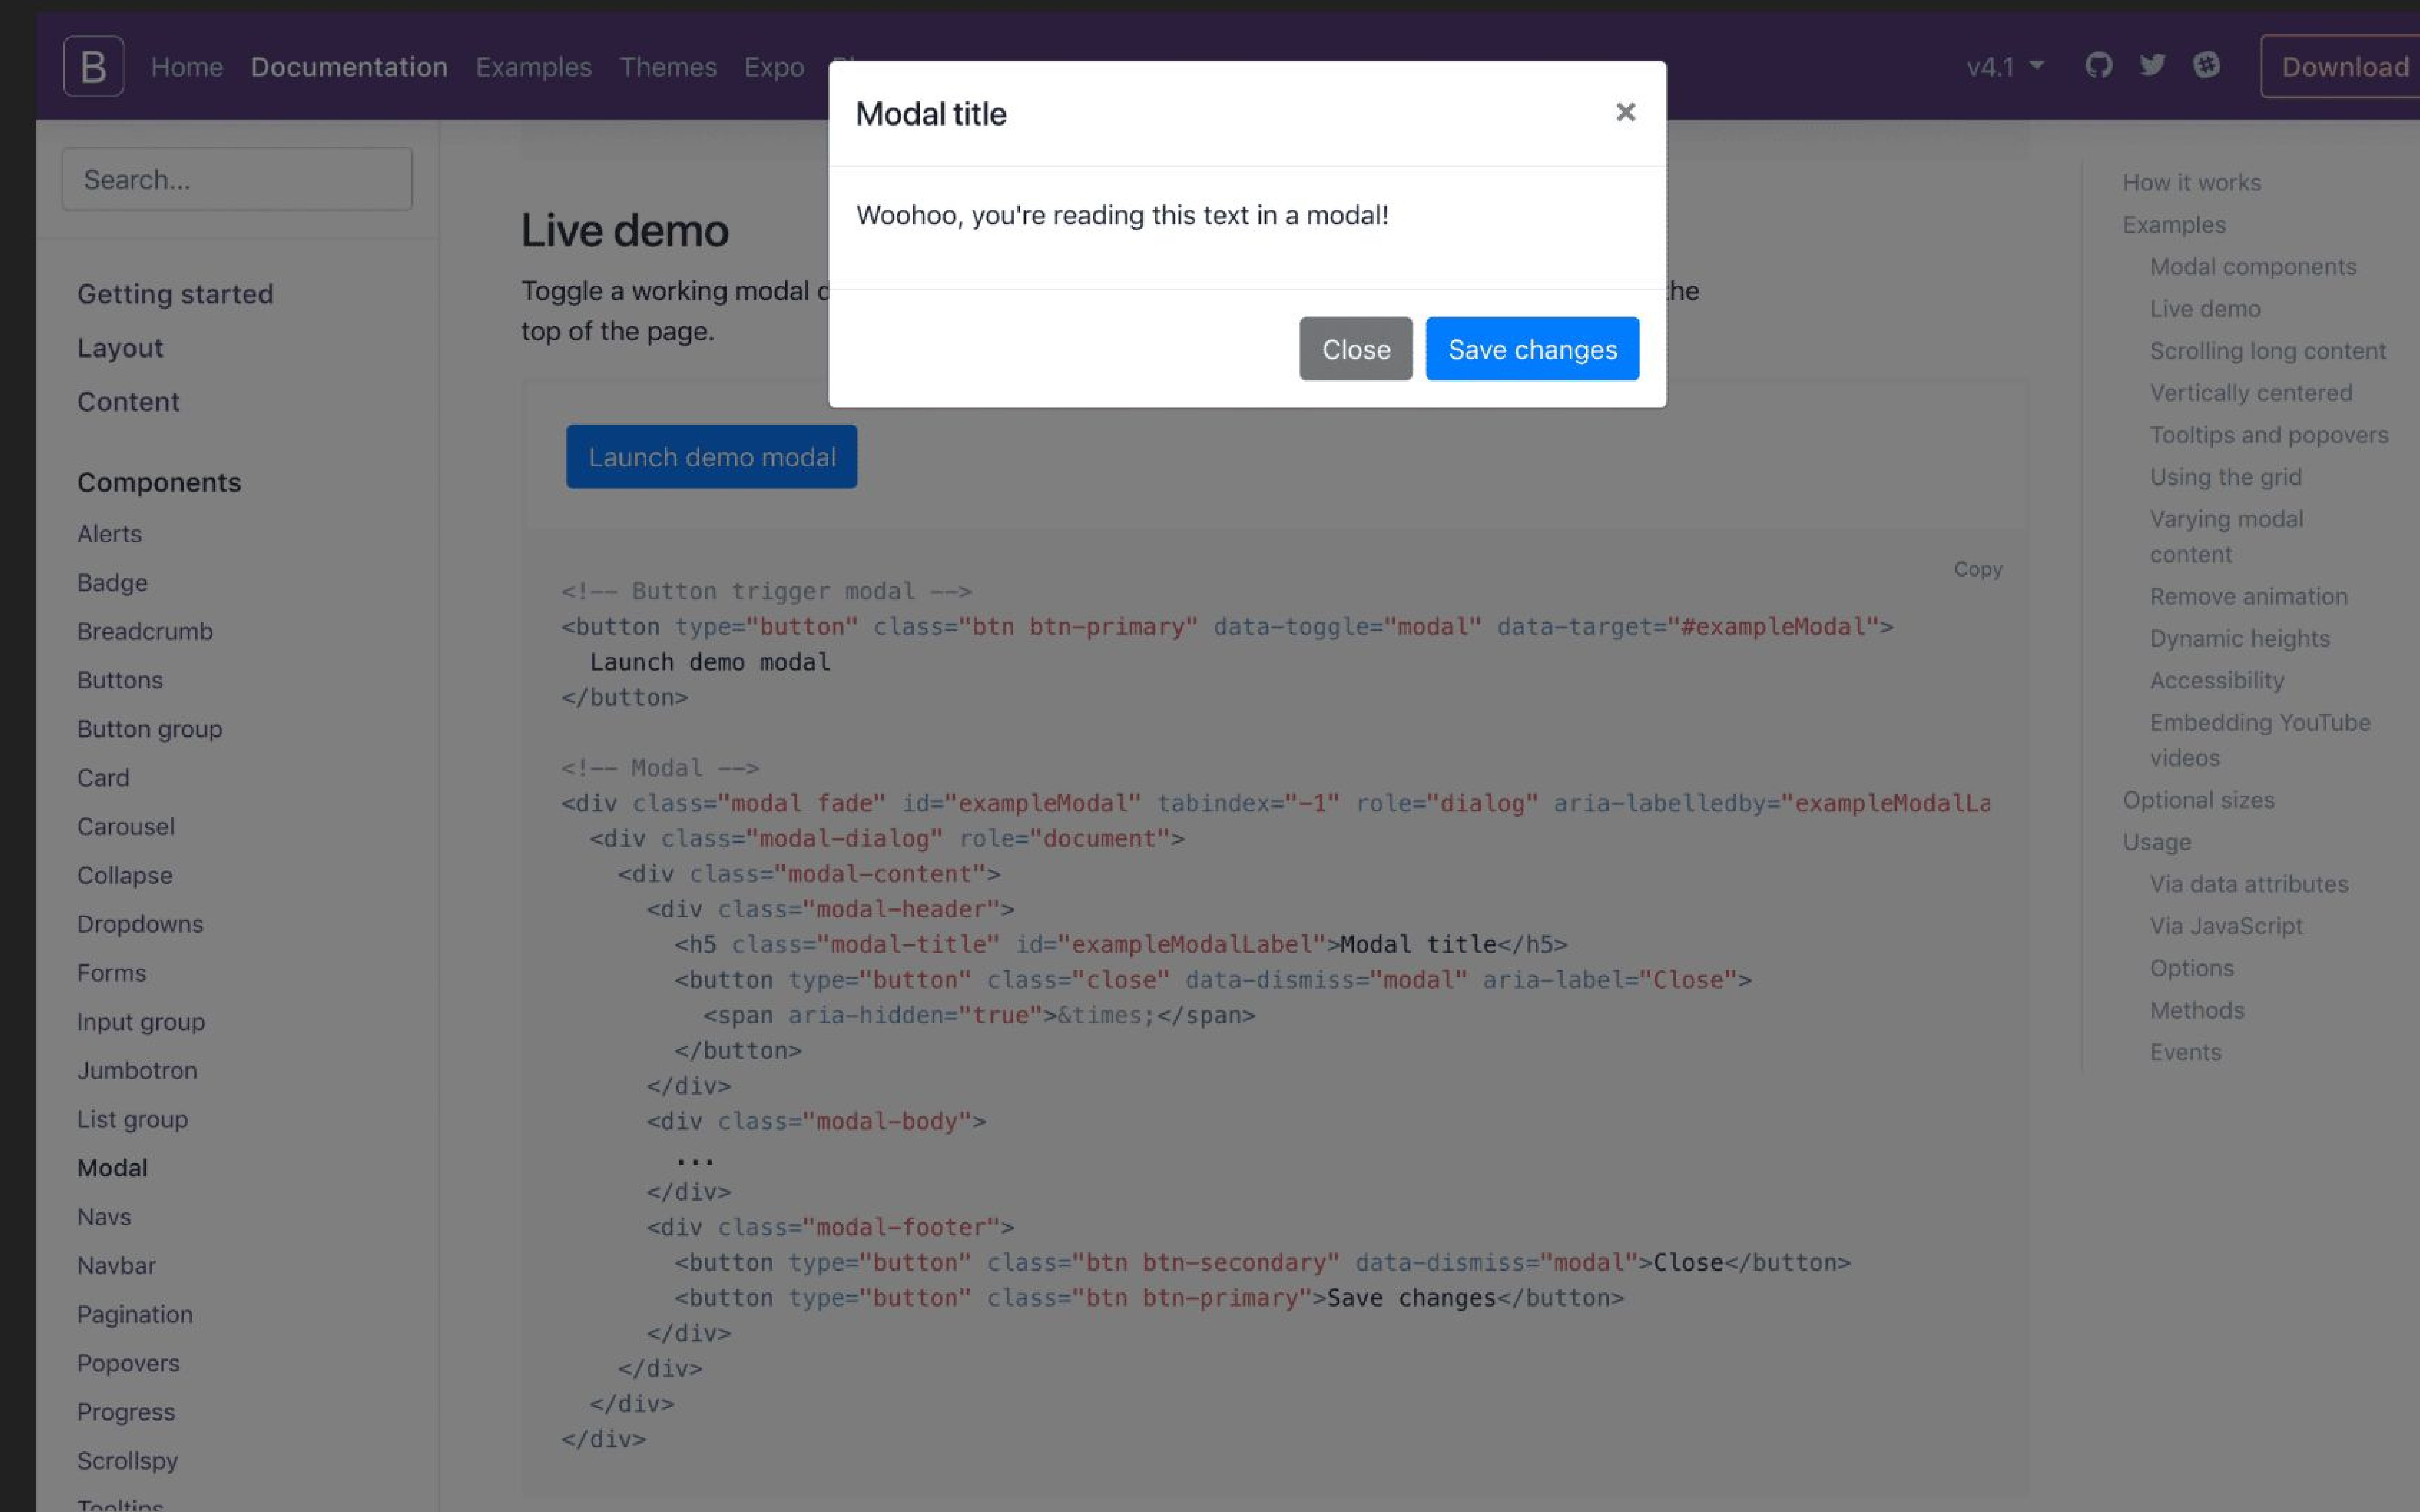 B Home Documentation Examples Themes Expo
v4.1 Download
Modal title ×
Woohoo, you're reading this text in a modal!
Close Save changes
Search...
Getting started
Layout
Content
Components
Alerts
Badge
Breadcrumb
Buttons
Button group
Card
Carousel
Collapse
Dropdowns
Forms
Input group
Jumbotron
List group
Modal
Navs
Navbar
Pagination
Popovers
Progress
Scrollspy
Tooltips
Live demo
Toggle a working modal
top of the page.
Launch demo modal
Copy
<!-- Button trigger modal -->
<button type="button" class="btn btn-primary" data-toggle="modal" data-target="#exampleModal">
Launch demo modal
</button>
<!-- Modal -->
<div class="modal fade" id="exampleModal" tabindex="-1" role="dialog" aria-labelledby="exampleModalLa
<div class="modal-dialog" role="document">
<div class="modal-content">
<div class="modal-header">
<h5 class="modal-title" id="exampleModalLabel">Modal title</h5>
<button type="button" class="close" data-dismiss="modal" aria-label="Close">
<span aria-hidden="true">&times;</span>
</button>
</div>
<div class="modal-body">
...
</div>
<div class="modal-footer">
<button type="button" class="btn btn-secondary" data-dismiss="modal">Close</button>
<button type="button" class="btn btn-primary">Save changes</button>
</div>
</div>
</div>
</div>
How it works
Examples
Modal components
Live demo
Scrolling long content
Vertically centered
Tooltips and popovers
Using the grid
Varying modal
content
Remove animation
Dynamic heights
Accessibility
Embedding YouTube
videos
Optional sizes
Usage
Via data attributes
Via JavaScript
Options
Methods
Events